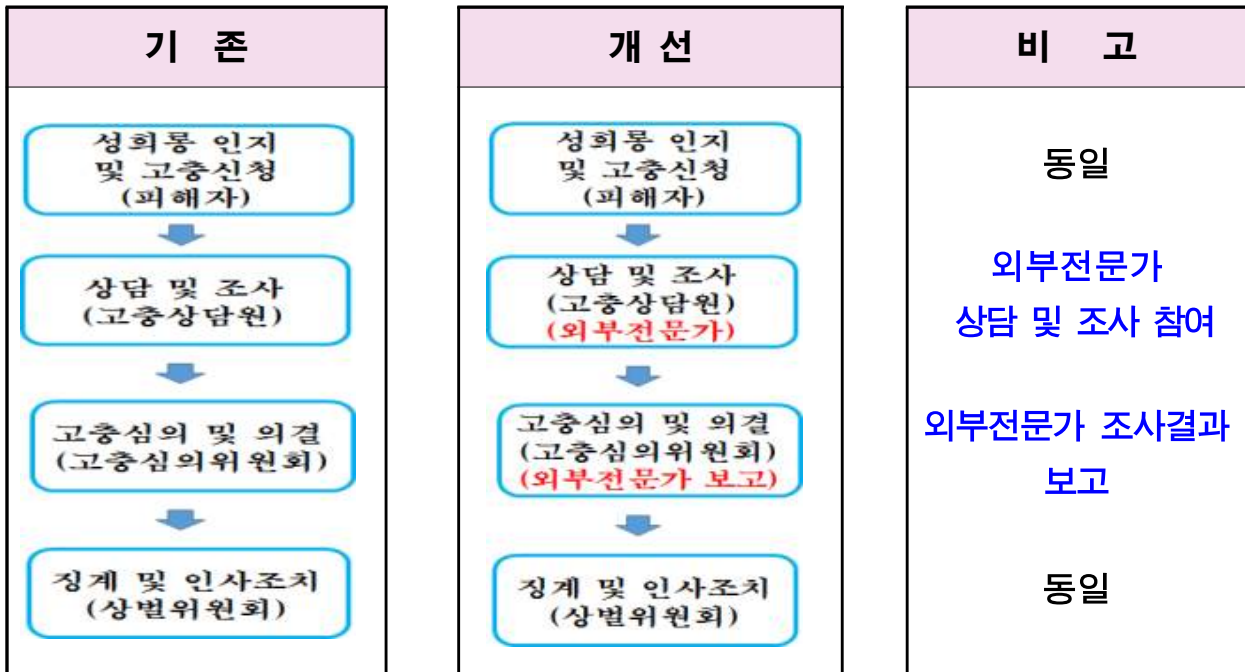 기 존
성희롱 인지
및 고충신청
(피해자)
상담 및 조사
(고충상담원)
고충심의 및 의결
(고충심의위원회)
징계 및 인사조치
(상벌위원회)
개 선
성희롱 인지
및 고충신청
(피해자)
상담 및 조사
(고충상담원)
(외부전문가)
고충심의 및 의결
(고충심의위원회)
(외부전문가 보고)
징계 및 인사조치
(상벌위원회)
비 고
동일
외부전문가
상담 및 조사 참여
외부전문가 조사결과
보고
동일